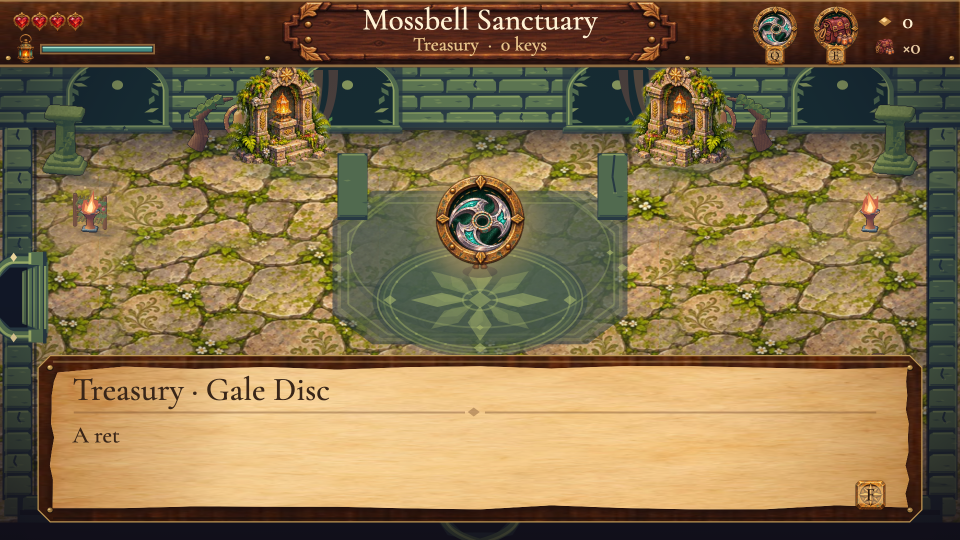 Mossbell Sanctuary
Treasury · 0 keys
Q
E
0
×0
Treasury · Gale Disc
A ret
F